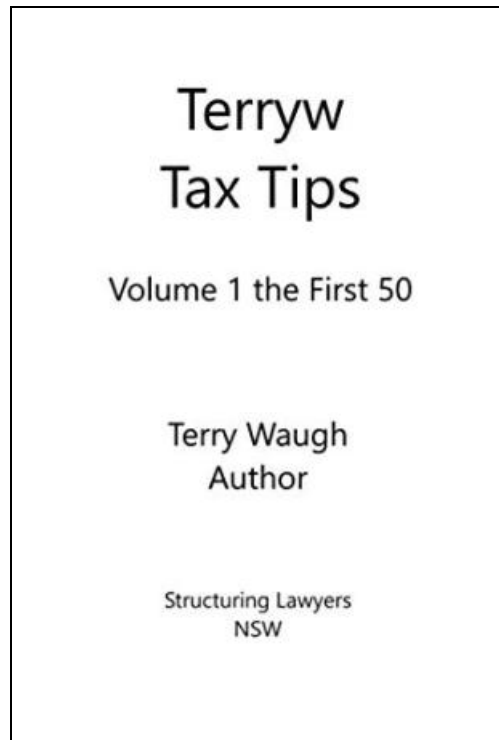 Terryw
Tax Tips
Volume 1 the First 50
Terry Waugh
Author
Structuring Lawyers
NSW